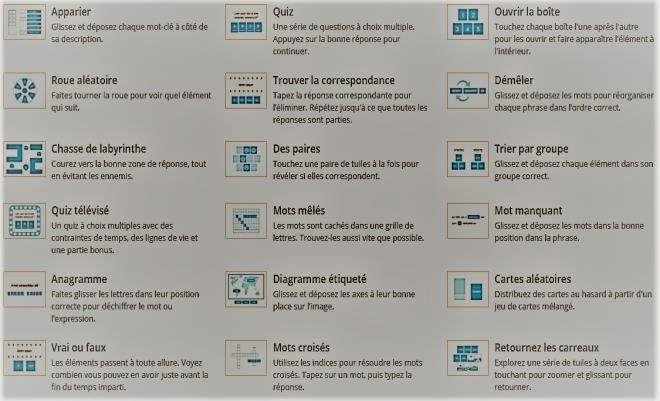 Apparier
Glissez et déposez chaque mot-clé à côté de
sa description.
Quiz
Une série de questions à choix multiple.
Appuyez sur la bonne réponse pour
continuer.
Ouvrir la boîte
Touchez chaque boîte l'une après l'autre
pour les ouvrir et faire apparaître l'élément à
l'intérieur.
Roue aléatoire
Faites tourner la roue pour voir quel élément
qui suit.
Trouver la correspondance
Tapez la réponse correspondante pour
l'éliminer. Répétez jusqu'à ce que toutes les
réponses sont parties.
Démêler
Glissez et déposez les mots pour réorganiser
chaque phrase dans l'ordre correct.
Chasse de labyrinthe
Courez vers la bonne zone de réponse, tout
en évitant les ennemis.
Des paires
Touchez une paire de tuiles à la fois pour
révéler si elles correspondent.
Trier par groupe
Glissez et déposez chaque élément dans son
groupe correct.
Quiz télévisé
Un quiz à choix multiples avec des
contraintes de temps, des lignes de vie et
une partie bonus.
Mots mêlés
Les mots sont cachés dans une grille de
lettres. Trouvez-les aussi vite que possible.
Mot manquant
Glissez et déposez les mots dans la bonne
position dans la phrase.
Anagramme
Faites glisser les lettres dans leur position
correcte pour déchiffrer le mot ou
l'expression.
Diagramme étiqueté
Glissez et déposez les axes à leur bonne
place sur l'image.
Cartes aléatoires
Distribuez des cartes au hasard à partir d'un
jeu de cartes mélangé.
Vrai ou faux
Les éléments passent à toute allure. Voyez
combien vous pouvez en avoir juste avant la
fin du temps imparti.
Mots croisés
Utilisez les indices pour résoudre les mots
croisés. Tapez sur un mot, puis typez la
réponse.
Retournez les carreaux
Explorez une série de tuiles à deux faces en
touchant pour zoomer et glissant pour
retourner.